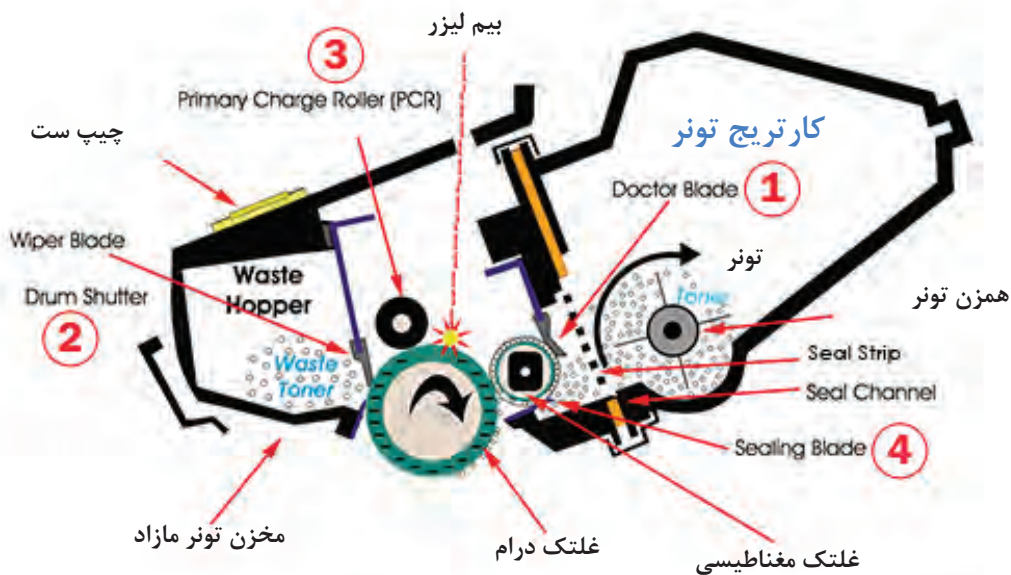 بیم لیزر
3
Primary Charge Roller (PCR)
چیپ ست
کارتریج تونر
Doctor Blade 1
Wiper Blade
Waste
Hopper
تونر
Toner
Drum Shutter
2
همزن تونر
Waste
Toner
Seal Strip
Seal Channel
Sealing Blade 4
مخزن تونر مازاد
غلتک درام
غلتک مغناطیسی